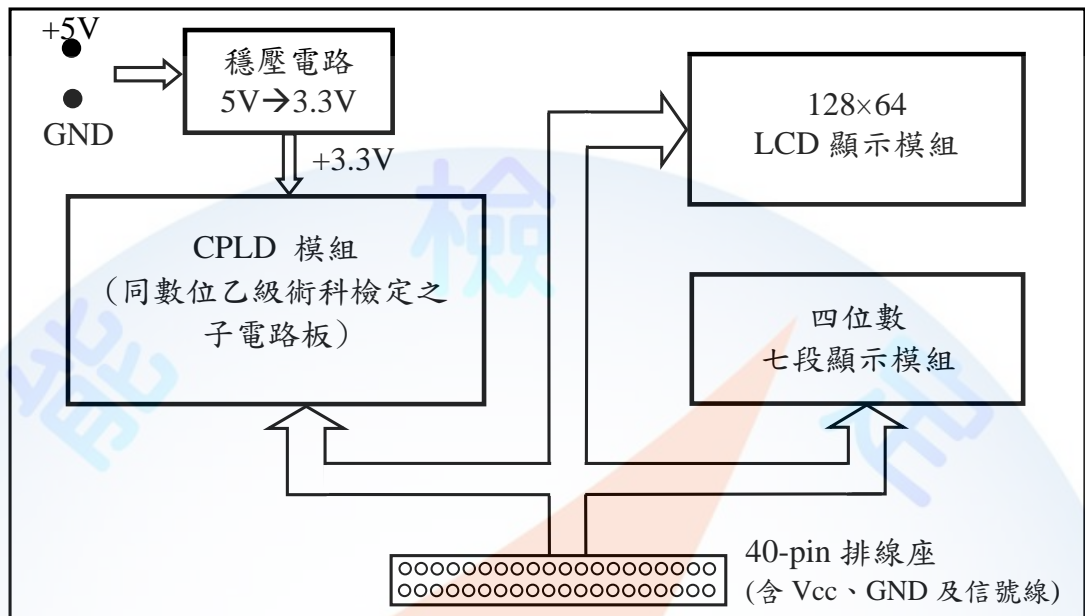 +5V
GND
穩壓電路
5V→3.3V
+3.3V
CPLD 模組
（同數位乙級術科檢定之
子電路板）
128×64
LCD 顯示模組
四位數
七段顯示模組
40-pin 排線座
(含 Vcc、GND 及信號線)
能 檢